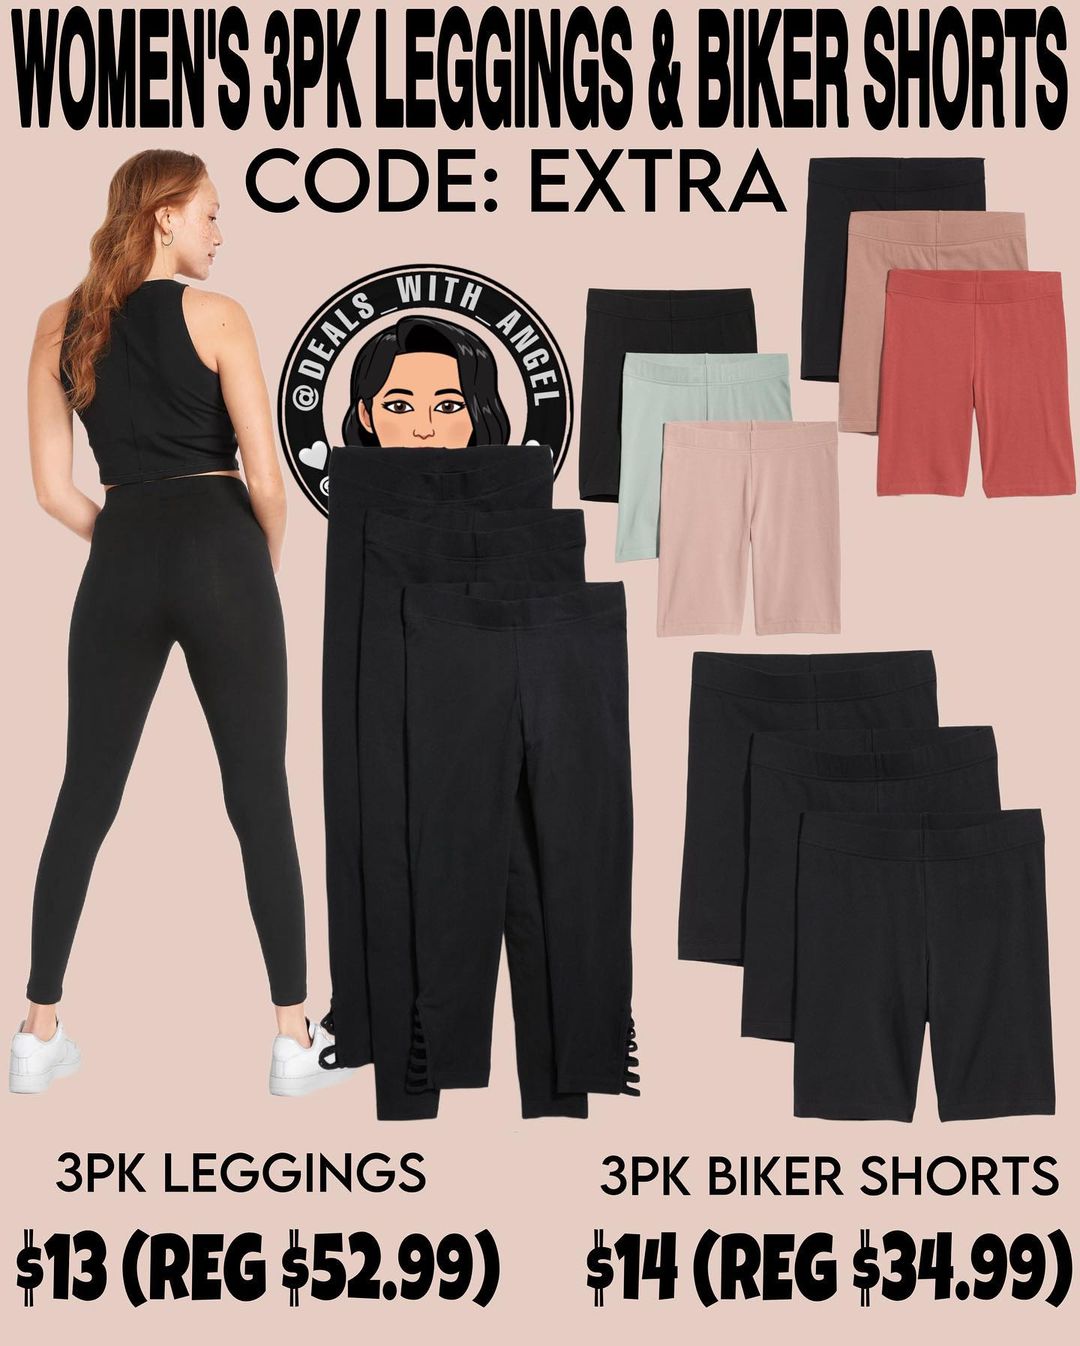 WOMEN'S 3PK LEGGINGS & BIKER SHORTS
CODE: EXTRA
@DEALS_WITH_ANGEL
3PK LEGGINGS
$13 (REG $52.99)
3PK BIKER SHORTS
$14 (REG $34.99)